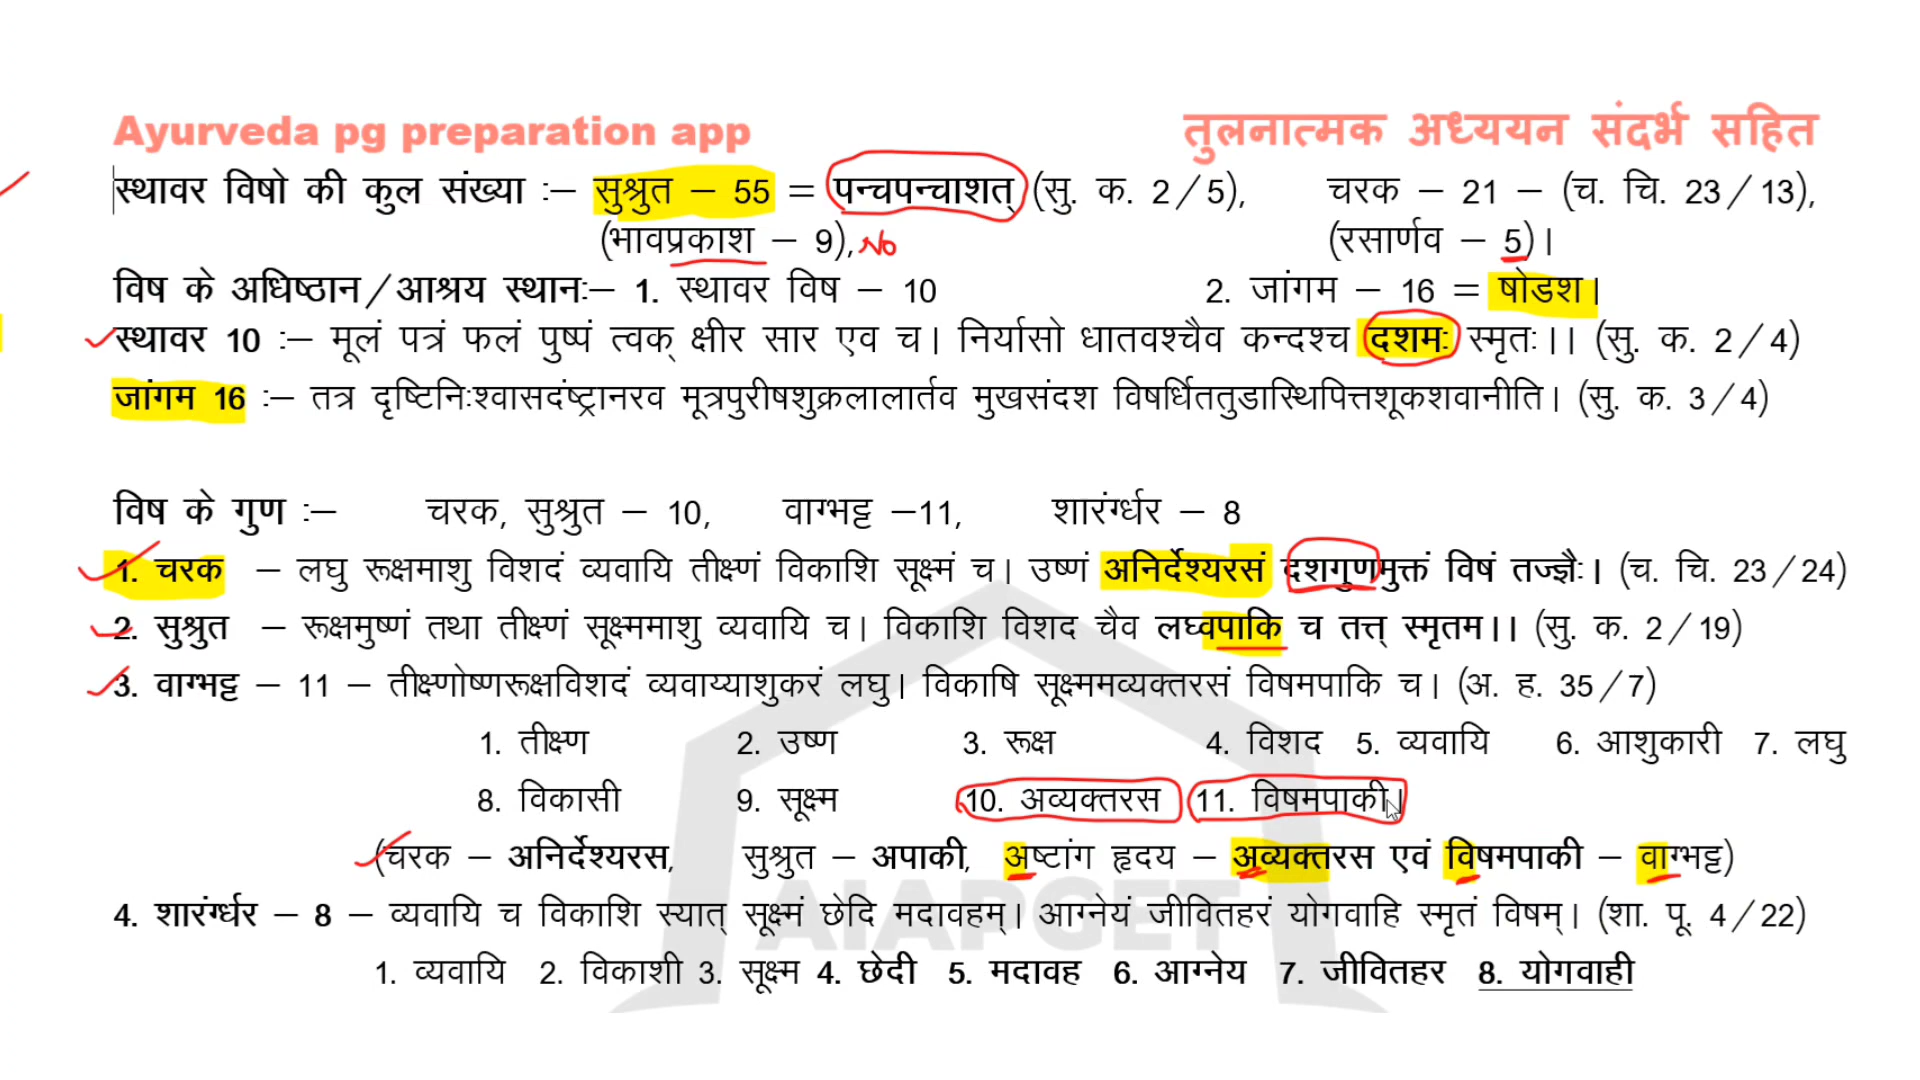 Ayurveda pg preparation app तुलनात्मक अध्ययन संदर्भ सहित
स्थावर विषो की कुल संख्या :– सुश्रुत – 55 = पन्चपन्चाशत् (सु. क. 2/5), चरक – 21 – (च. चि. 23/13),
(भावप्रकाश – 9), No (रसार्णव – 5)।
विष के अधिष्ठान/आश्रय स्थानः– 1. स्थावर विष – 10 2. जांगम – 16 = षोडश।
स्थावर 10 :– मूलं पत्रं फलं पुष्पं त्वक् क्षीर सार एव च। निर्यासो धातवश्चैव कन्दश्च दशमः स्मृतः।। (सु. क. 2/4)
जांगम 16 :– तत्र दृष्टिनिःश्वासदंष्ट्रानरव मूत्रपुरीषशुक्रलालार्तव मुखसंदश विषर्धिततुडास्थिपित्तशूकशवानीति। (सु. क. 3/4)
विष के गुण :– चरक, सुश्रुत – 10, वाग्भट्ट –11, शारंर्ग्धर – 8
1. चरक – लघु रूक्षमाशु विशदं व्यवायि तीक्ष्णं विकाशि सूक्ष्मं च। उष्णं अनिर्देश्यरसं दशगुणमुक्तं विषं तज्ज्ञैः। (च. चि. 23/24)
2. सुश्रुत – रूक्षमुष्णं तथा तीक्ष्णं सूक्ष्ममाशु व्यवायि च। विकाशि विशद चैव लघ्वपाकि च तत्त् स्मृतम।। (सु. क. 2/19)
3. वाग्भट्ट – 11 – तीक्ष्णोष्णरूक्षविशदं व्यवाय्याशुकरं लघु। विकाषि सूक्ष्ममव्यक्तरसं विषमपाकि च। (अ. ह. 35/7)
1. तीक्ष्ण 2. उष्ण 3. रूक्ष 4. विशद 5. व्यवायि 6. आशुकारी 7. लघु
8. विकासी 9. सूक्ष्म 10. अव्यक्तरस 11. विषमपाकी।
(चरक – अनिर्देश्यरस, सुश्रुत – अपाकी, अष्टांग हृदय – अव्यक्तरस एवं विषमपाकी – वाग्भट्ट)
4. शारंर्ग्धर – 8 – व्यवायि च विकाशि स्यात् सूक्ष्मं छेदि मदावहम्। आग्नेयं जीवितहरं योगवाहि स्मृतं विषम्। (शा. पू. 4/22)
AIAPGET
1. व्यवायि 2. विकाशी 3. सूक्ष्म 4. छेदी 5. मदावह 6. आग्नेय 7. जीवितहर 8. योगवाही